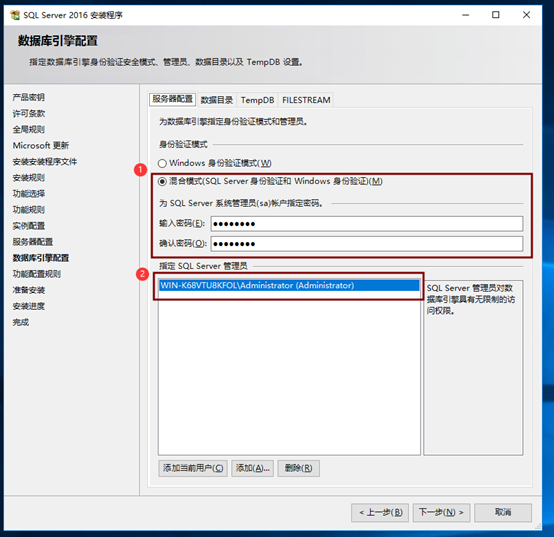 SQL Server 2016 安装程序
数据库引擎配置
指定数据库引擎身份验证安全模式、管理员、数据目录以及 TempDB 设置。
产品密钥
许可条款
全局规则
Microsoft 更新
安装安装程序文件
安装规则
功能选择
功能规则
实例配置
服务器配置
数据库引擎配置
功能配置规则
准备安装
安装进度
完成
服务器配置 数据目录 TempDB FILESTREAM
为数据库引擎指定身份验证模式和管理员。
身份验证模式
1
Windows 身份验证模式(W)
混合模式(SQL Server 身份验证和 Windows 身份验证)(M)
为 SQL Server 系统管理员(sa)帐户指定密码。
输入密码(E): ●●●●●●●●
确认密码(O): ●●●●●●●●
指定 SQL Server 管理员
2
WIN-K68VTU8KFOL\Administrator (Administrator)
SQL Server 管理员对数
据库引擎具有无限制的访
问权限。
添加当前用户(C) 添加(A)... 删除(R)
< 上一步(B) 下一步(N) > 取消